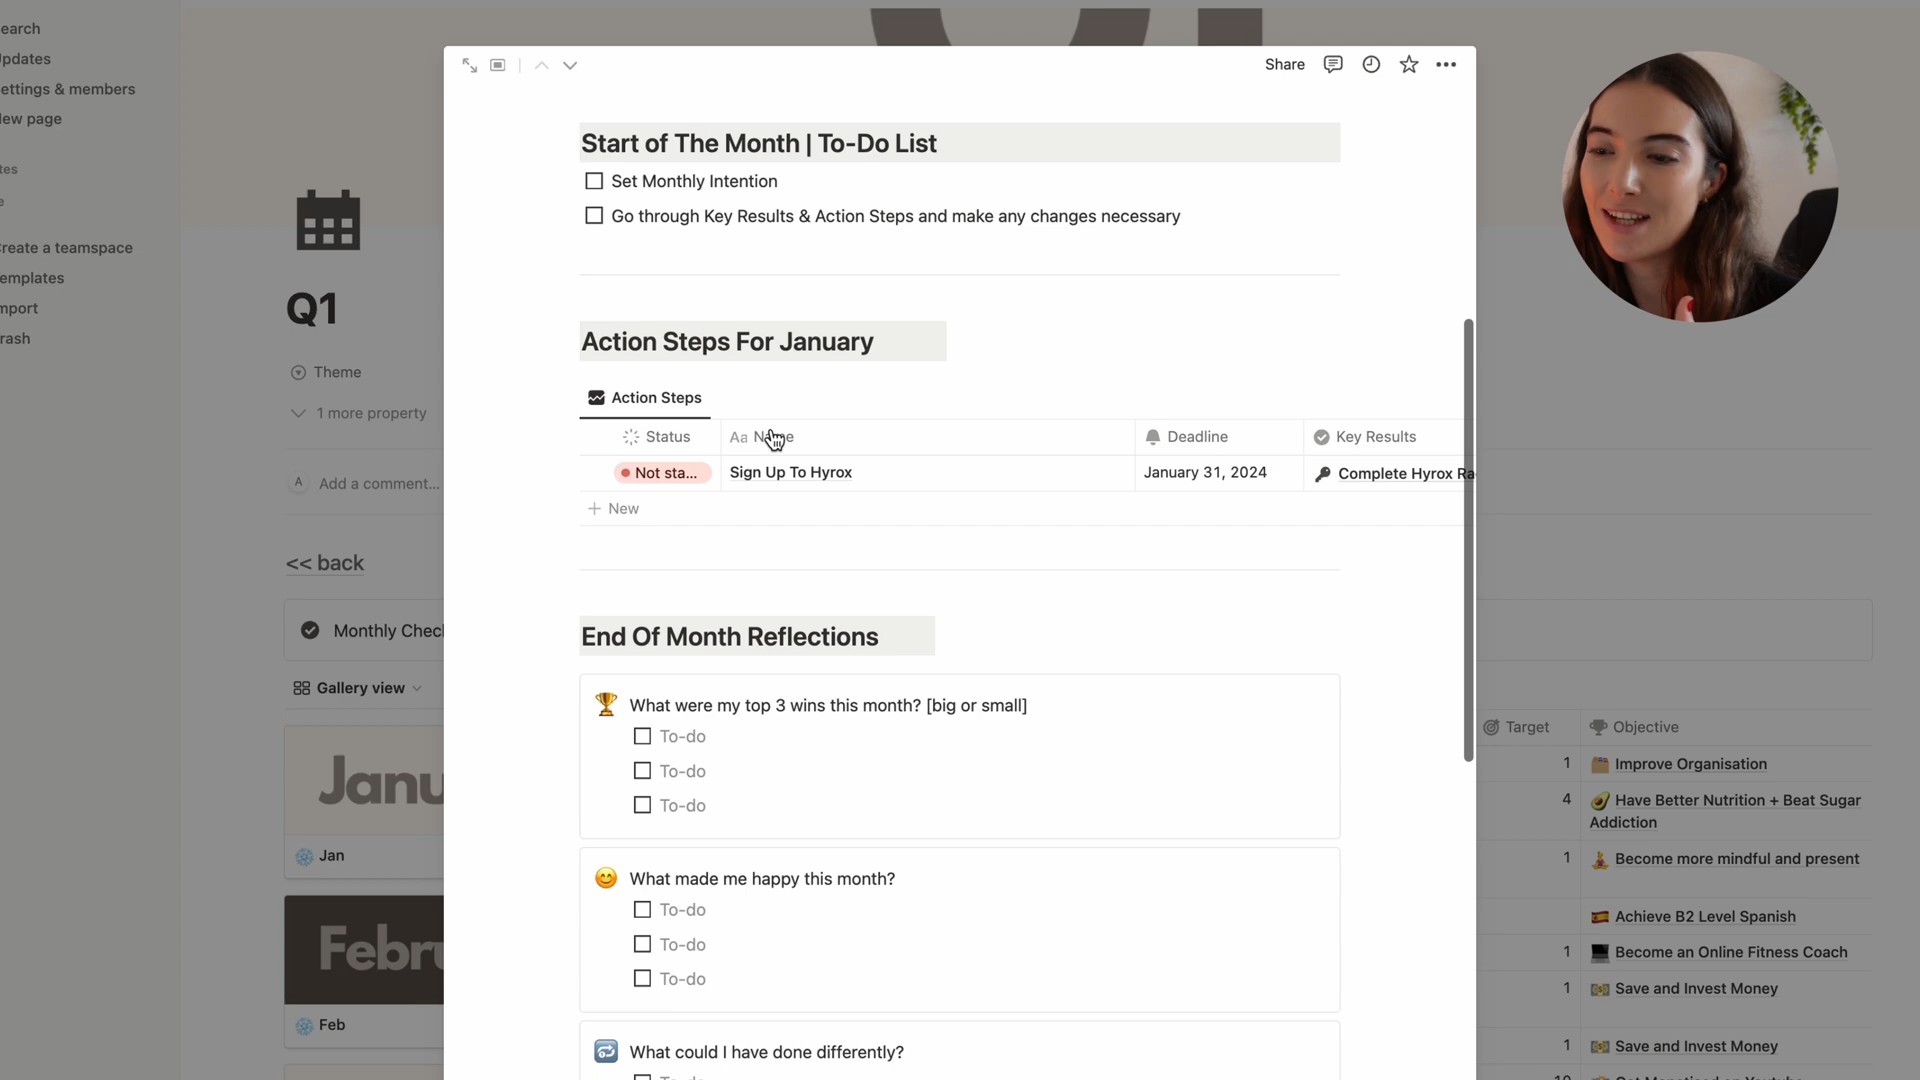 earch
pdates
ettings & members
ew page
tes
e
reate a teamspace
emplates
mport
rash
Q1
Theme
1 more property
A Add a comment...
<< back
Monthly Chec
Gallery view
Janu
Jan
Febru
Feb
Share
Start of The Month | To-Do List
Set Monthly Intention
Go through Key Results & Action Steps and make any changes necessary
Action Steps For January
Action Steps
Status Aa Name Deadline Key Results
Not sta... Sign Up To Hyrox January 31, 2024 Complete Hyrox Ra
+ New
End Of Month Reflections
What were my top 3 wins this month? [big or small]
To-do
To-do
To-do
What made me happy this month?
To-do
To-do
To-do
What could I have done differently?
Target Objective
1 Improve Organisation
4 Have Better Nutrition + Beat Sugar
Addiction
1 Become more mindful and present
Achieve B2 Level Spanish
1 Become an Online Fitness Coach
1 Save and Invest Money
1 Save and Invest Money